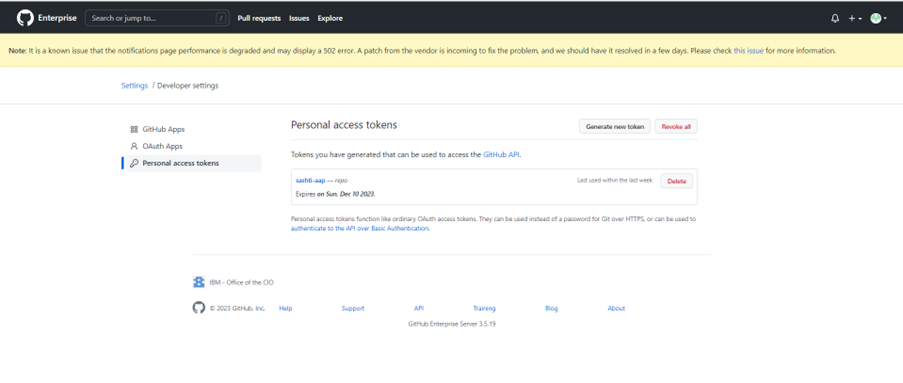 Enterprise Search or jump to... / Pull requests Issues Explore
Note: It is a known issue that the notifications page performance is degraded and may display a 502 error. A patch from the vendor is incoming to fix the problem, and we should have it resolved in a few days. Please check this issue for more information.
Settings / Developer settings
GitHub Apps
OAuth Apps
Personal access tokens
Personal access tokens Generate new token Revoke all
Tokens you have generated that can be used to access the GitHub API.
sashti-aap — repo Last used within the last week Delete
Expires on Sun, Dec 10 2023.
Personal access tokens function like ordinary OAuth access tokens. They can be used instead of a password for Git over HTTPS, or can be used to
authenticate to the API over Basic Authentication.
IBM - Office of the CIO
© 2023 GitHub, Inc. Help Support API Training Blog About
GitHub Enterprise Server 3.5.19